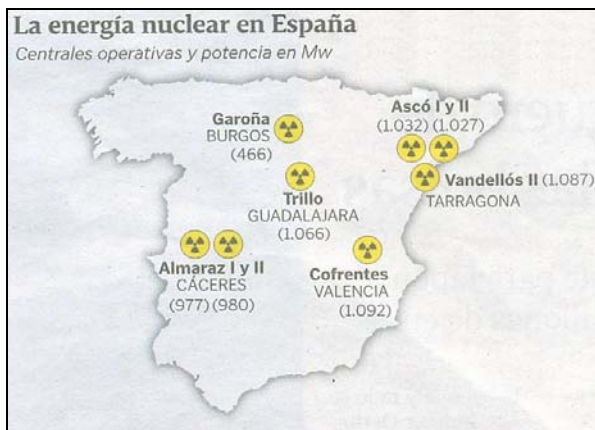 La energía nuclear en España
Centrales operativas y potencia en Mw
Garoña
BURGOS
(466)
Ascó I y II
(1.032) (1.027)
Vandellós II (1.087)
TARRAGONA
Trillo
GUADALAJARA
(1.066)
Almaraz I y II
CÁCERES
(977) (980)
Cofrentes
VALENCIA
(1.092)